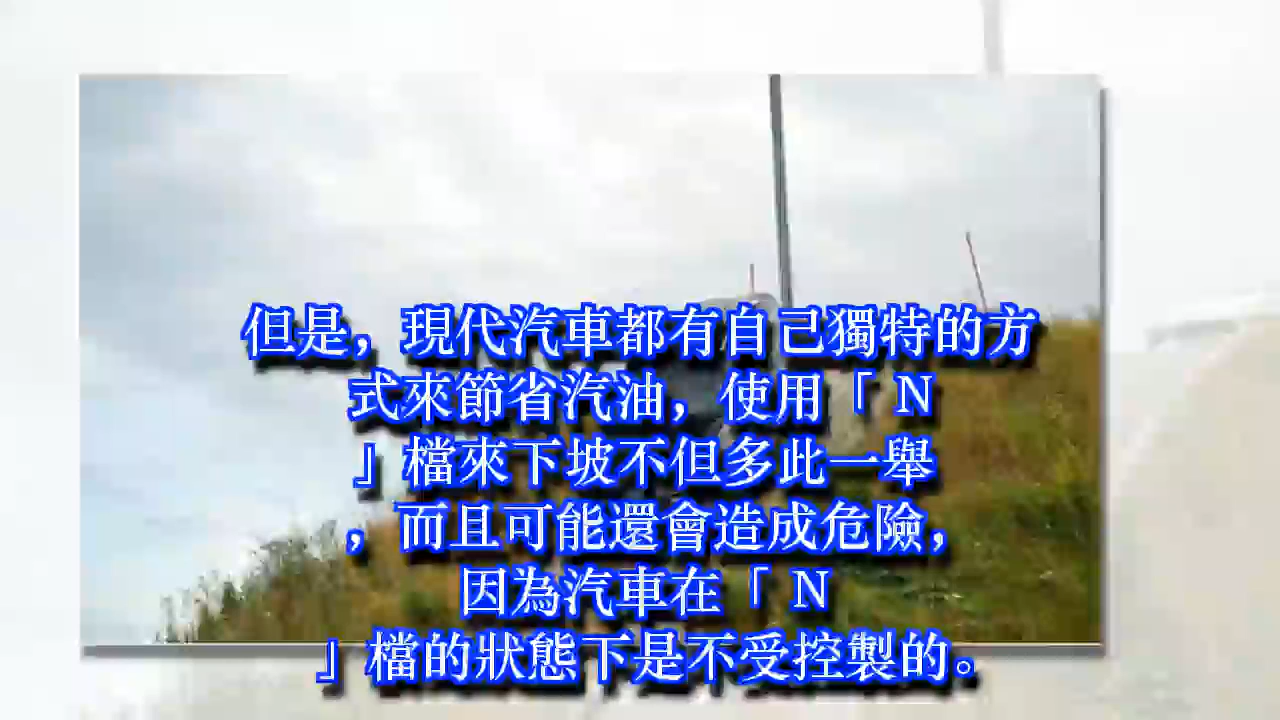 但是，現代汽車都有自己獨特的方
式來節省汽油，使用「N
」檔來下坡不但多此一舉
，而且可能還會造成危險，
因為汽車在「N
」檔的狀態下是不受控製的。